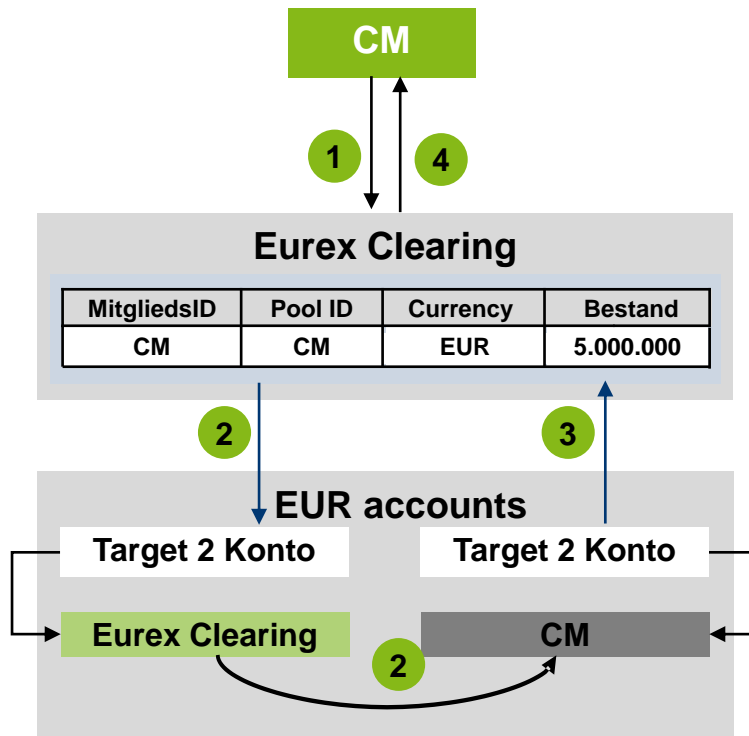 CM
1
4
Eurex Clearing
MitgliedsID Pool ID Currency Bestand
CM CM EUR 5.000.000
2
3
EUR accounts
Target 2 Konto Target 2 Konto
Eurex Clearing CM
2